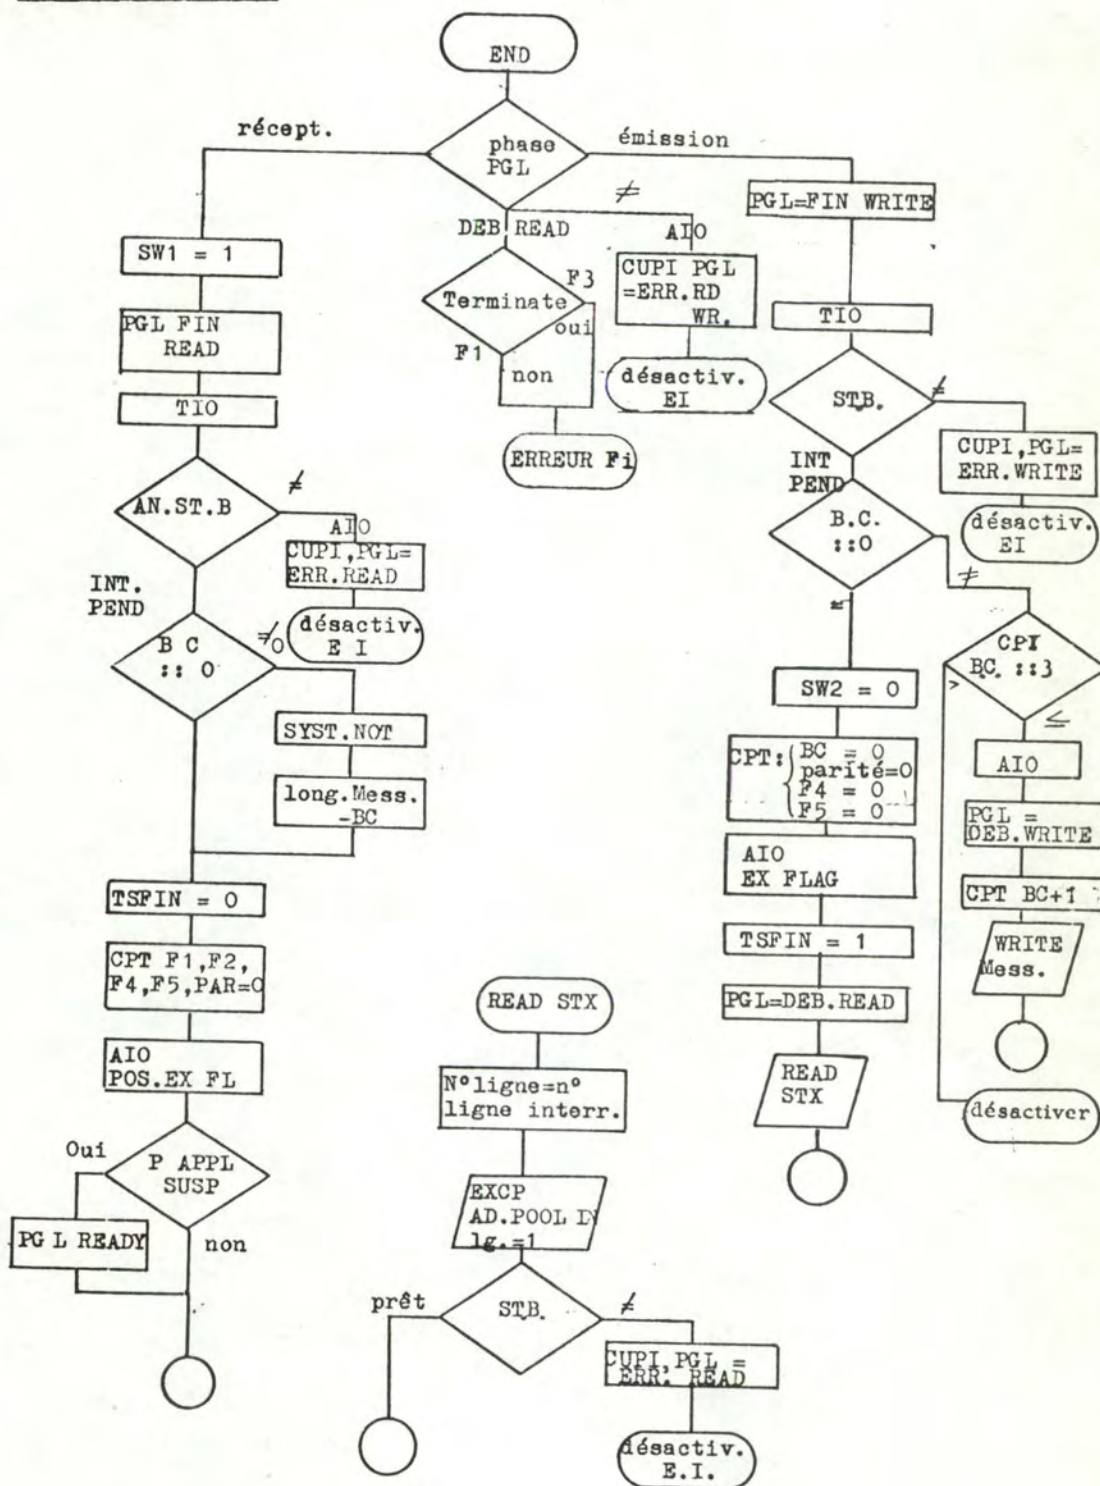 END
phase
PGL
récept.
émission
≠
DEB READ
Terminate
F3
oui
F1
non
ERREUR Fi
AIO
CUPI PGL
=ERR.RD
WR.
désactiv.
EI
SW1 = 1
PGL FIN
READ
TIO
AN.ST.B
≠
AIO
CUPI,PGL=
ERR.READ
désactiv.
E I
INT.
PEND
B C
:: 0
≠0
SYST.NOT
long.Mess.
-BC
TSFIN = 0
CPT F1,F2,
F4,F5,PAR=0
AIO
POS.EX FL
P APPL
SUSP
Oui
PG L READY
non
READ STX
N°ligne=n°
ligne interr.
EXCP
AD.POOL IN
lg.=1
ST.B.
prêt
≠
CUPI,PGL =
ERR. READ
désactiv.
E.I.
PGL=FIN WRITE
TIO
ST.B.
≠
CUPI,PGL=
ERR.WRITE
désactiv.
EI
INT
PEND
B.C.
::0
≠
=
CPT
BC. ::3
>
≤
AIO
PGL =
DEB.WRITE
CPT BC+1
WRITE
Mess.
désactiver
SW2 = 0
CPT: BC = 0
parité=0
F4 = 0
F5 = 0
AIO
EX FLAG
TSFIN = 1
PGL=DEB.READ
READ
STX